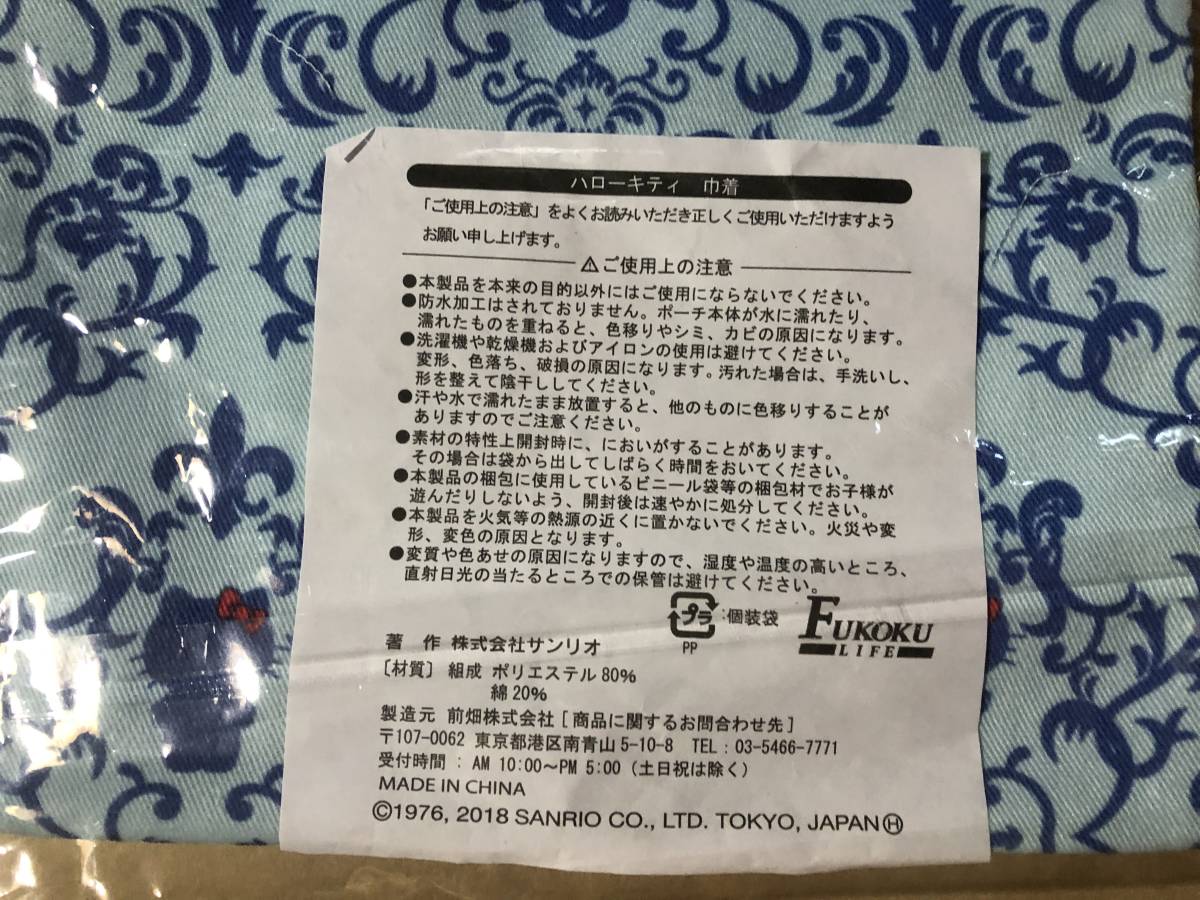 ハローキティ 巾着
「ご使用上の注意」をよくお読みいただき正しくご使用いただけますよう
お願い申し上げます。
⚠ご使用上の注意
●本製品を本来の目的以外にはご使用にならないでください。
●防水加工はされておりません。ポーチ本体が水に濡れたり、
濡れたものを重ねると、色移りやシミ、カビの原因になります。
●洗濯機や乾燥機およびアイロンの使用は避けてください。
変形、色落ち、破損の原因になります。汚れた場合は、手洗いし、
形を整えて陰干ししてください。
●汗や水で濡れたまま放置すると、他のものに色移りすることが
ありますのでご注意ください。
●素材の特性上開封時に、においがすることがあります。
その場合は袋から出してしばらく時間をおいてください。
●本製品の梱包に使用しているビニール袋等の梱包材でお子様が
遊んだりしないよう、開封後は速やかに処分してください。
●本製品を火気等の熱源の近くに置かないでください。火災や変
形、変色の原因となります。
●変質や色あせの原因になりますので、湿度や温度の高いところ、
直射日光の当たるところでの保管は避けてください。
プラ :個装袋
PP
FUKOKU
LIFE
著 作 株式会社サンリオ
〔材質〕 組成 ポリエステル80%
綿20%
製造元 前畑株式会社[商品に関するお問合わせ先]
〒107-0062 東京都港区南青山5-10-8 TEL:03-5466-7771
受付時間:AM 10:00～PM 5:00(土日祝は除く)
MADE IN CHINA
©1976, 2018 SANRIO CO., LTD. TOKYO, JAPAN Ⓗ